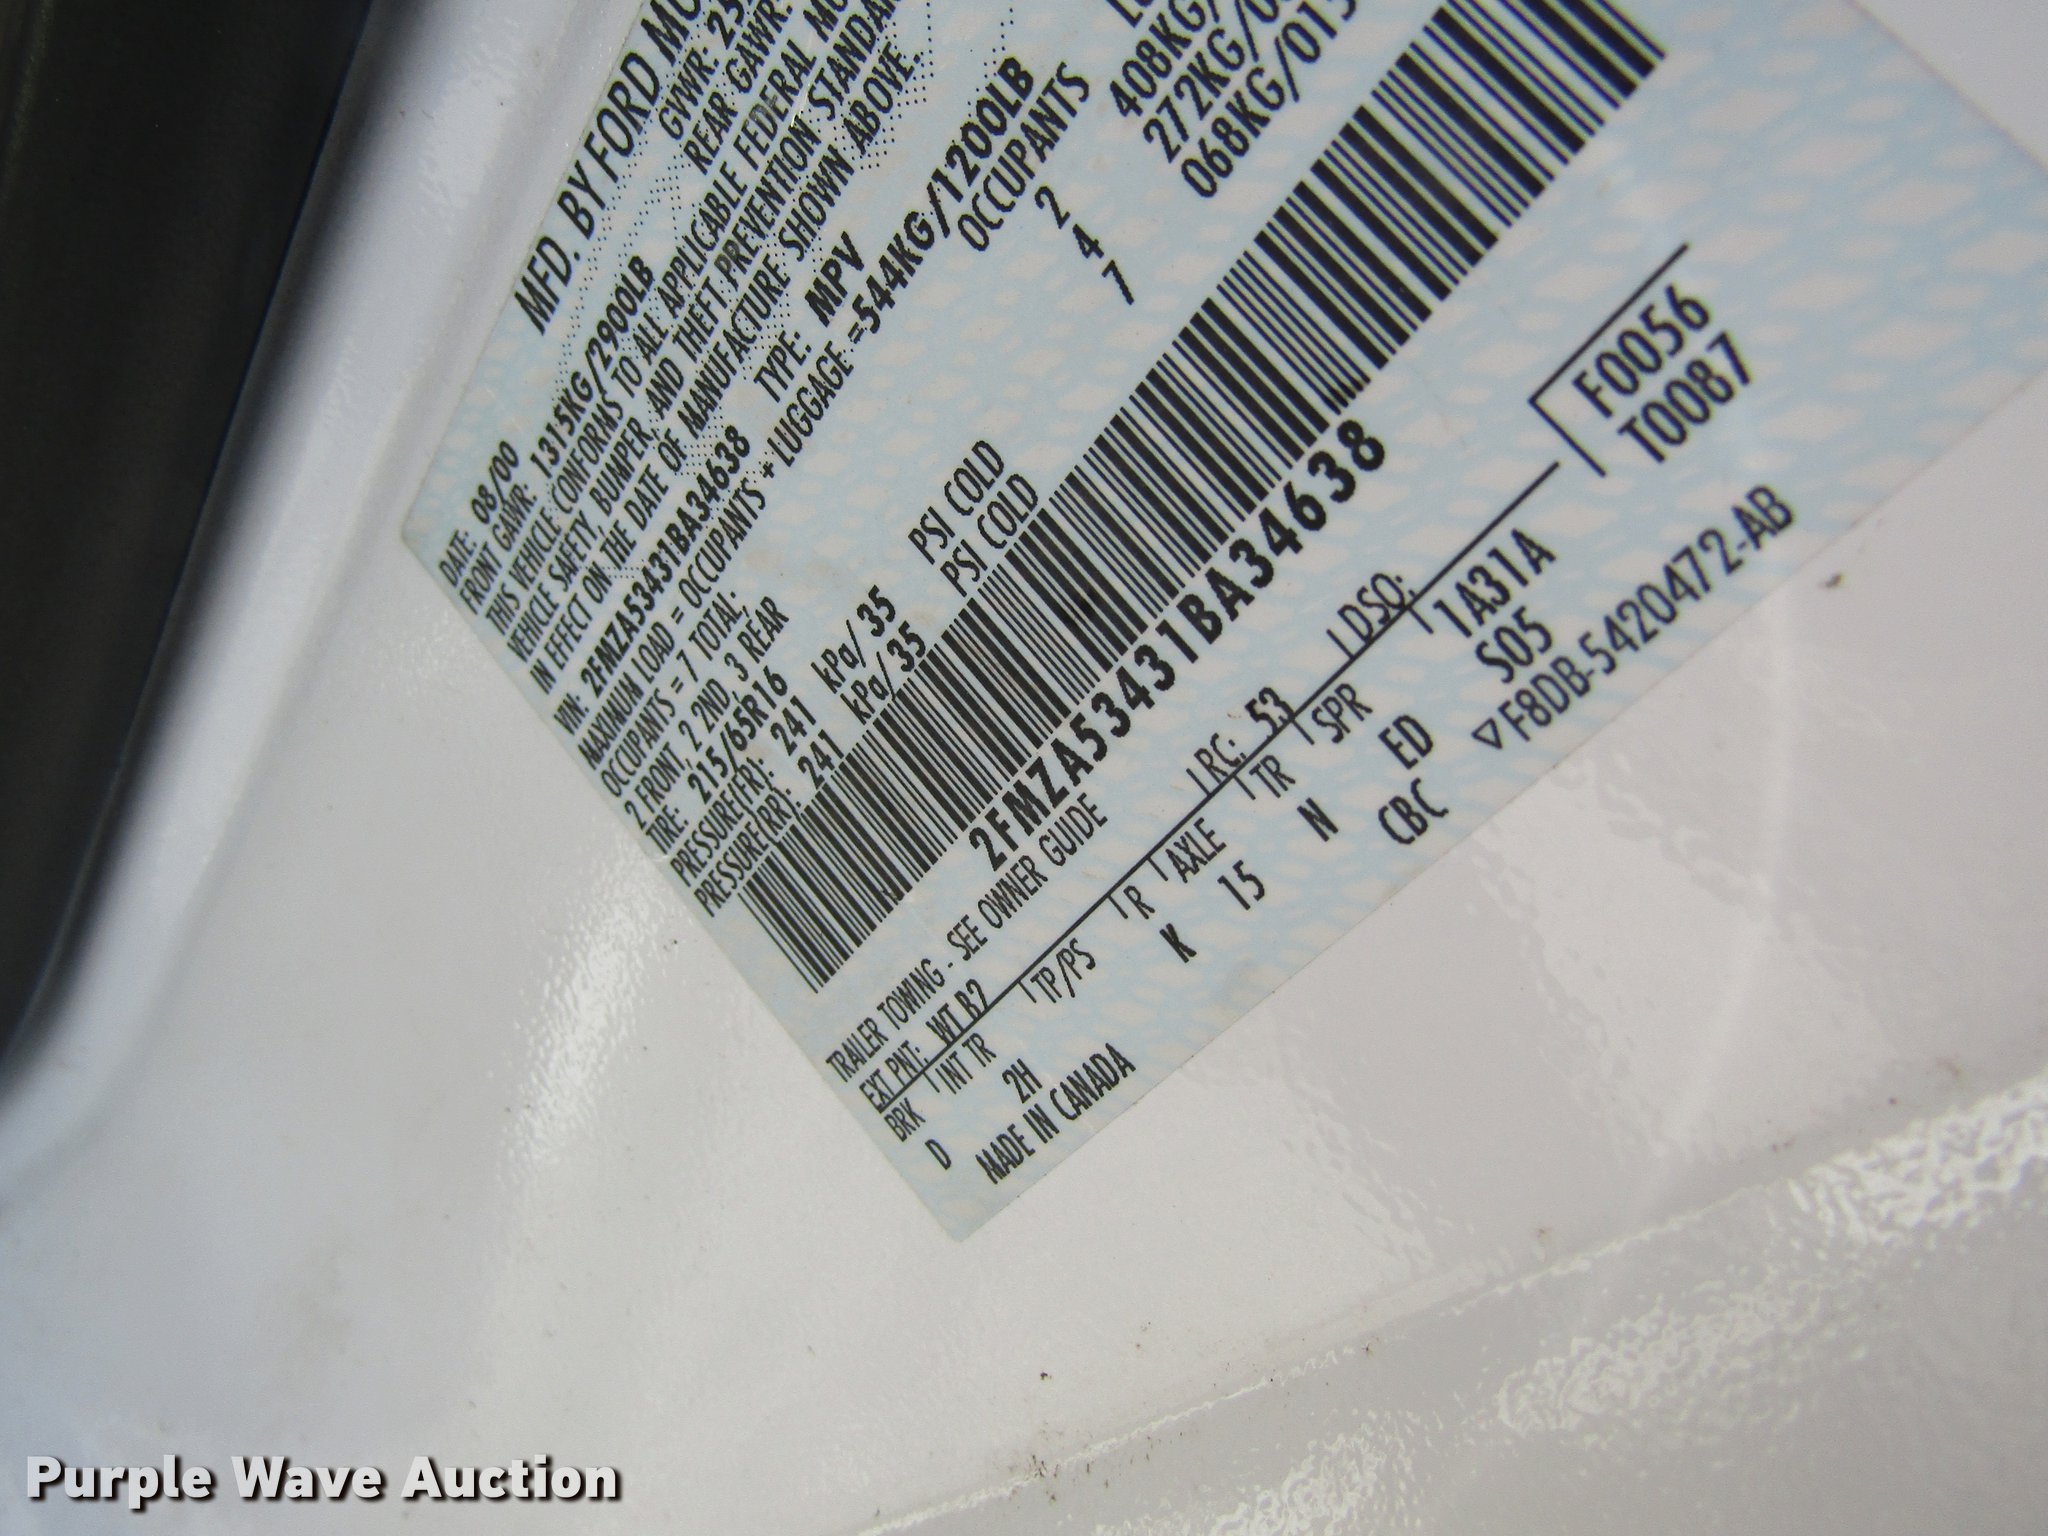 MFD. BY FORD MO
DATE: 08/00 GVWR:
FRONT GAWR: 1315KG/2900LB REAR GAWR:
THIS VEHICLE CONFORMS TO ALL APPLICABLE FEDERAL
VEHICLE SAFETY, BUMPER, AND THEFT PREVENTION STANDAR
IN EFFECT ON THE DATE OF MANUFACTURE SHOWN ABOVE.
VIN: 2FMZA53431BA34638 TYPE: MPV
MAXIMUM LOAD = OCCUPANTS + LUGGAGE =544KG/1200LB
OCCUPANTS = 7 TOTAL: OCCUPANTS
2 FRONT, 2 2ND, 3 REAR 2 408KG/
TIRE: 215/65R16 4 272KG/
PRESSURE(FR): 241 kPa/ 35 PSI COLD 7 068KG/
PRESSURE(RR): 241 kPa/ 35 PSI COLD
2FMZA53431BA34638
TRAILER TOWING - SEE OWNER GUIDE
EXT PNT: WT B2 RC: 53 DSO: F0056
BRK INT TR TP/PS R AXLE TR SPR T0087
D 2H K 15 N ED 1A31A
CBC S05
MADE IN CANADA ▽F8DB-5420472-AB
Purple Wave Auction